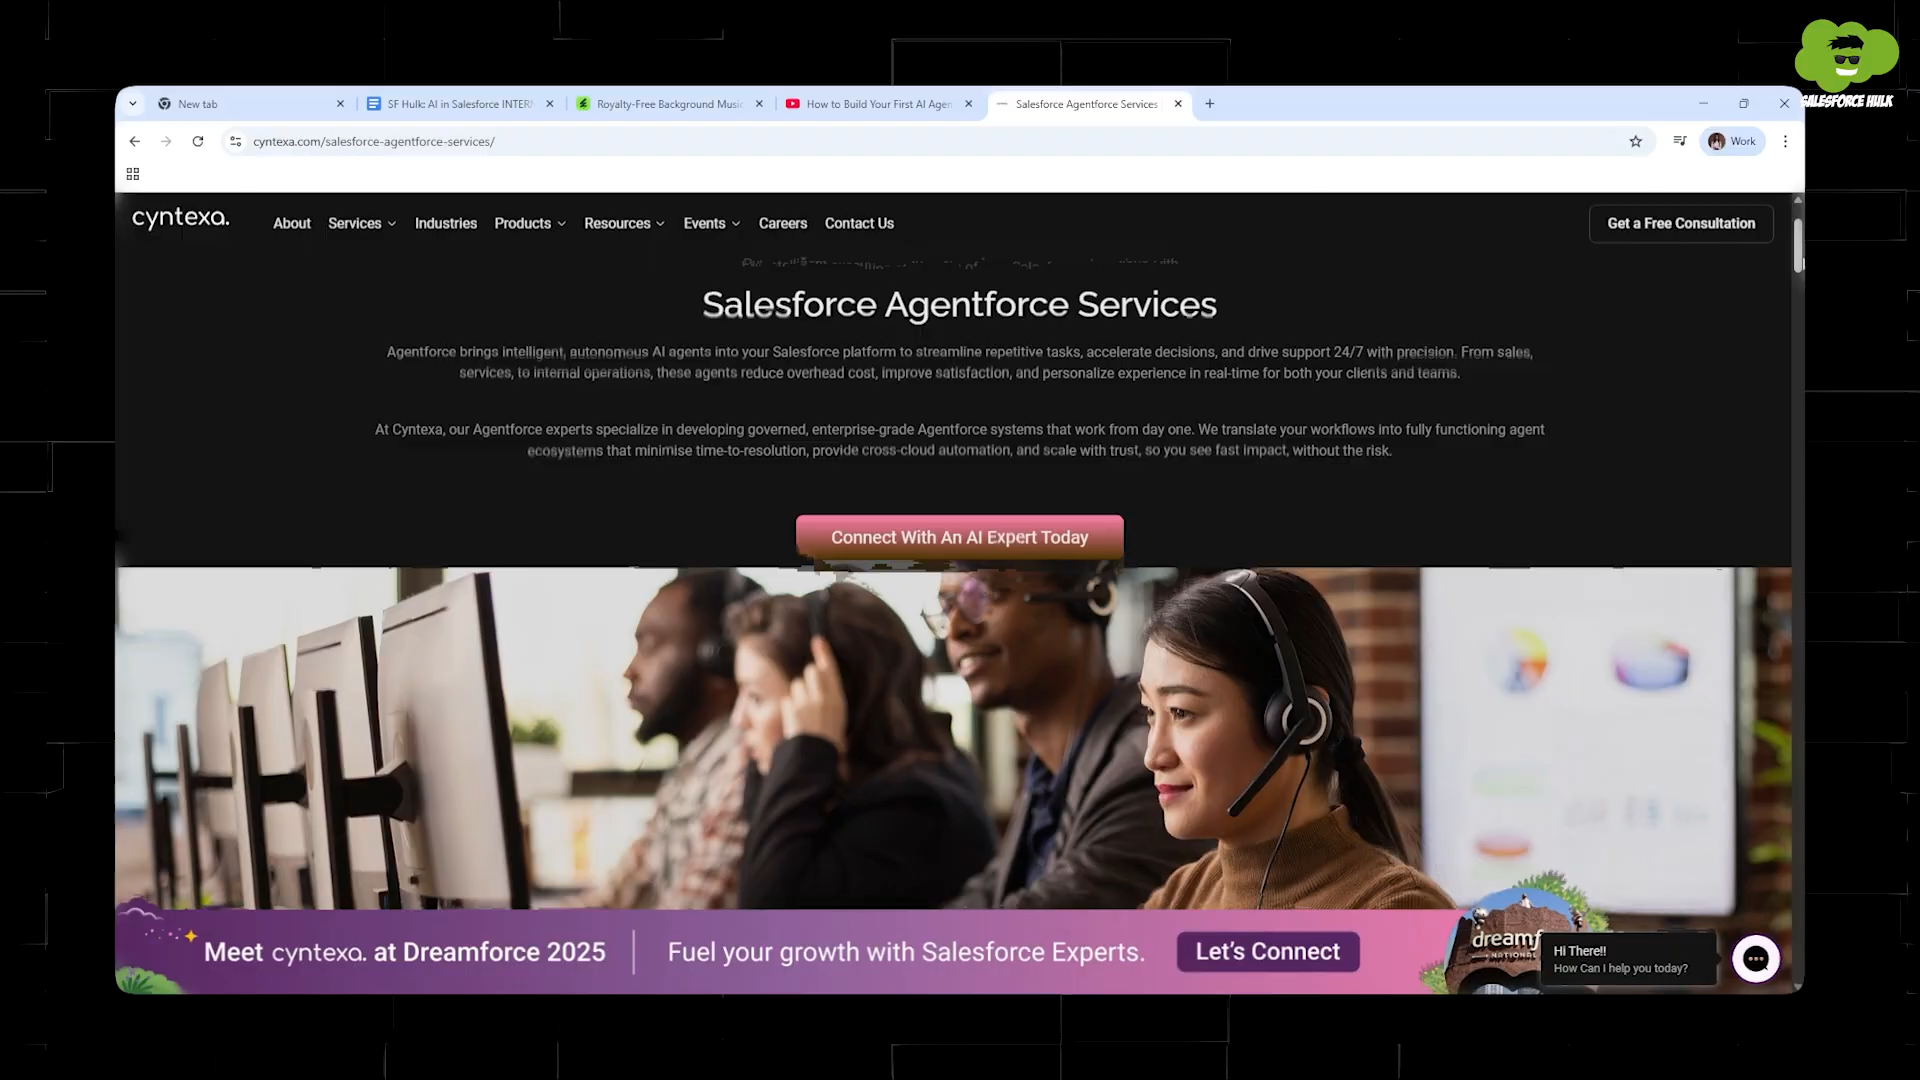 SALESFORCE HULK
New tab
SF Hulk: AI in Salesforce INTERN
Royalty-Free Background Music
How to Build Your First AI Agen
Salesforce Agentforce Services
cyntexa.com/salesforce-agentforce-services/
Work
cyntexa.
About
Services
Industries
Products
Resources
Events
Careers
Contact Us
Get a Free Consultation
Salesforce Agentforce Services
Agentforce brings intelligent, autonomous AI agents into your Salesforce platform to streamline repetitive tasks, accelerate decisions, and drive support 24/7 with precision. From sales,
services, to internal operations, these agents reduce overhead cost, improve satisfaction, and personalize experience in real-time for both your clients and teams.
At Cyntexa, our Agentforce experts specialize in developing governed, enterprise-grade Agentforce systems that work from day one. We translate your workflows into fully functioning agent
ecosystems that minimise time-to-resolution, provide cross-cloud automation, and scale with trust, so you see fast impact, without the risk.
Connect With An AI Expert Today
Meet cyntexa. at Dreamforce 2025
Fuel your growth with Salesforce Experts.
Let's Connect
dreamf
NATIONAL
Hi There!!
How Can I help you today?